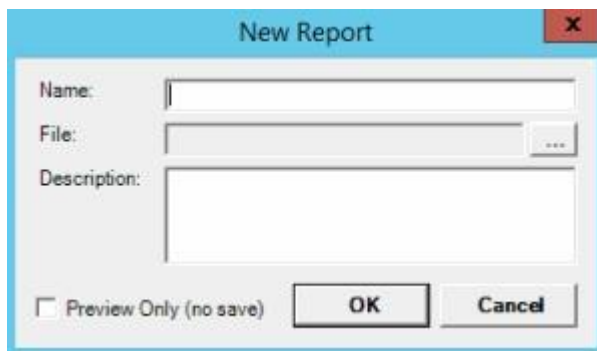 New Report
x
Name:
File:
...
Description:
Preview Only (no save)
OK
Cancel